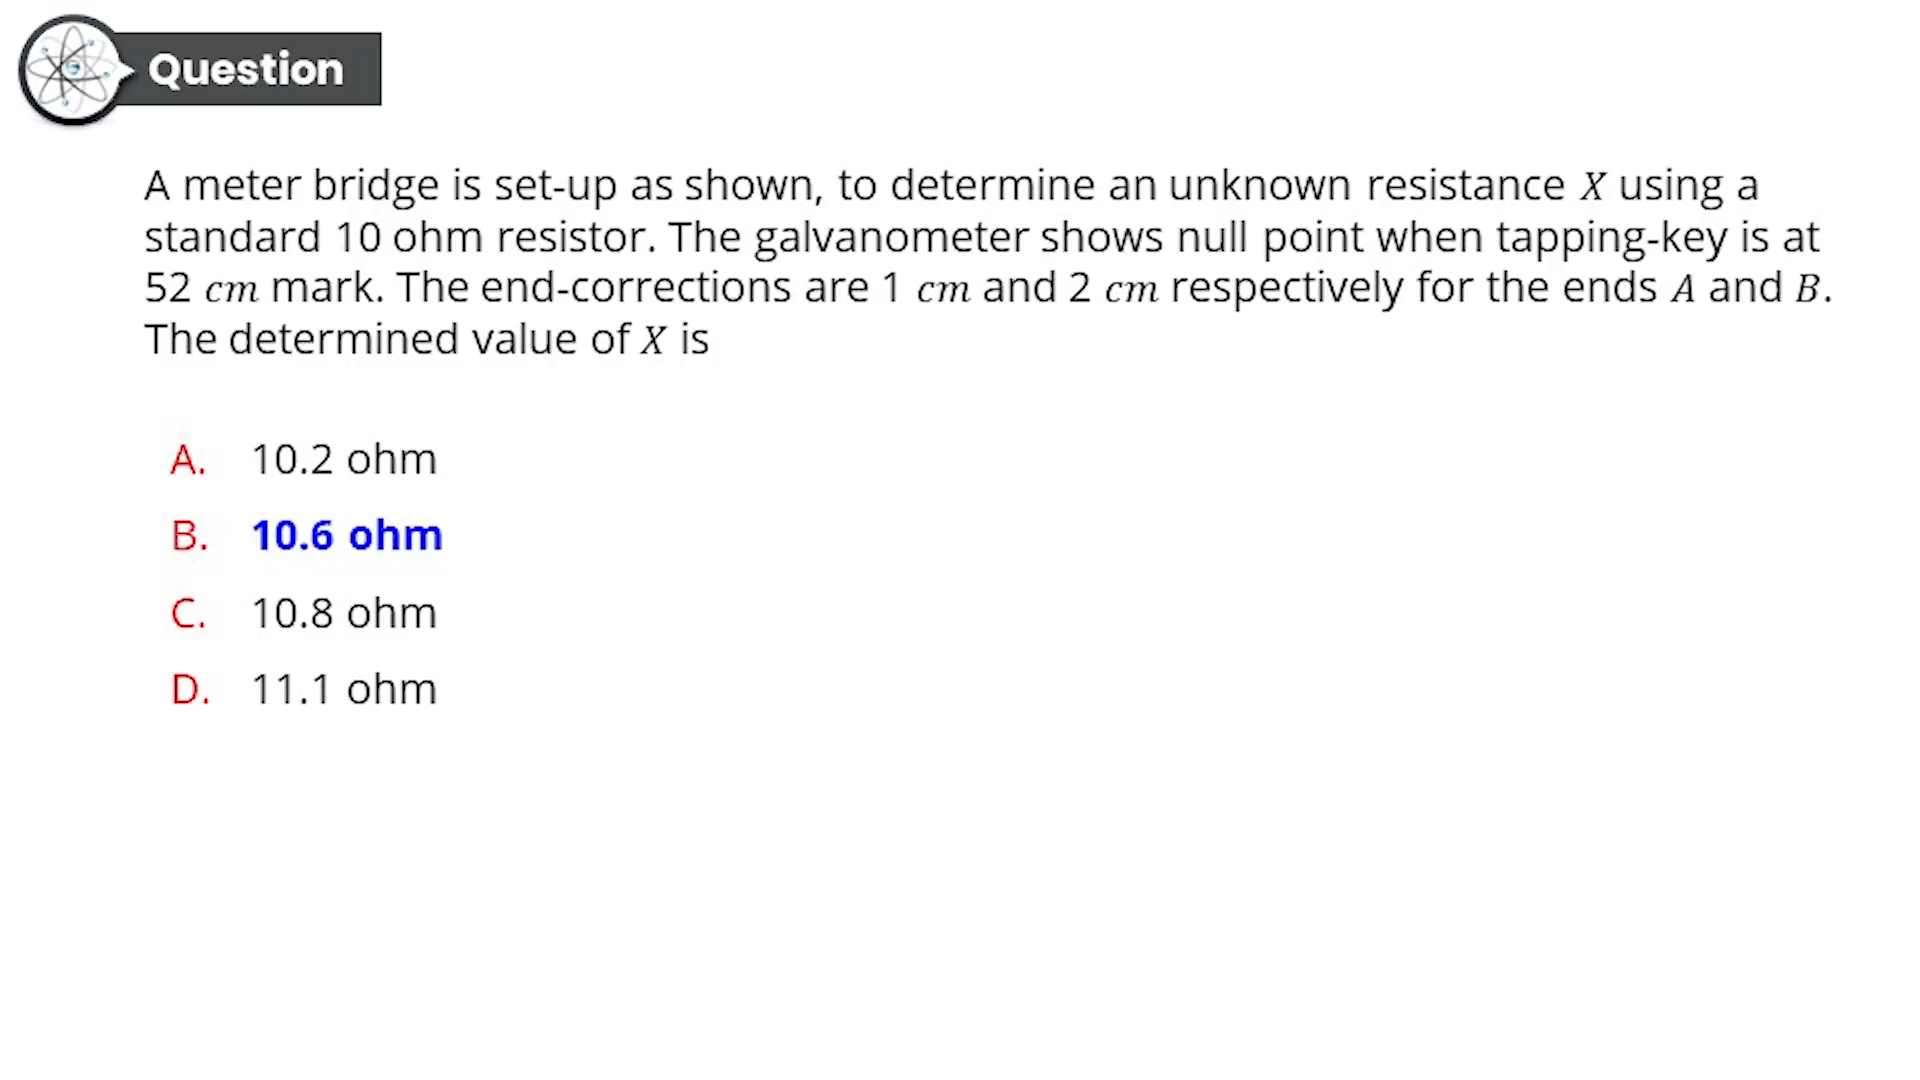 Question
A meter bridge is set-up as shown, to determine an unknown resistance X using a
standard 10 ohm resistor. The galvanometer shows null point when tapping-key is at
52 cm mark. The end-corrections are 1 cm and 2 cm respectively for the ends A and B.
The determined value of X is
A. 10.2 ohm
B. 10.6 ohm
C. 10.8 ohm
D. 11.1 ohm